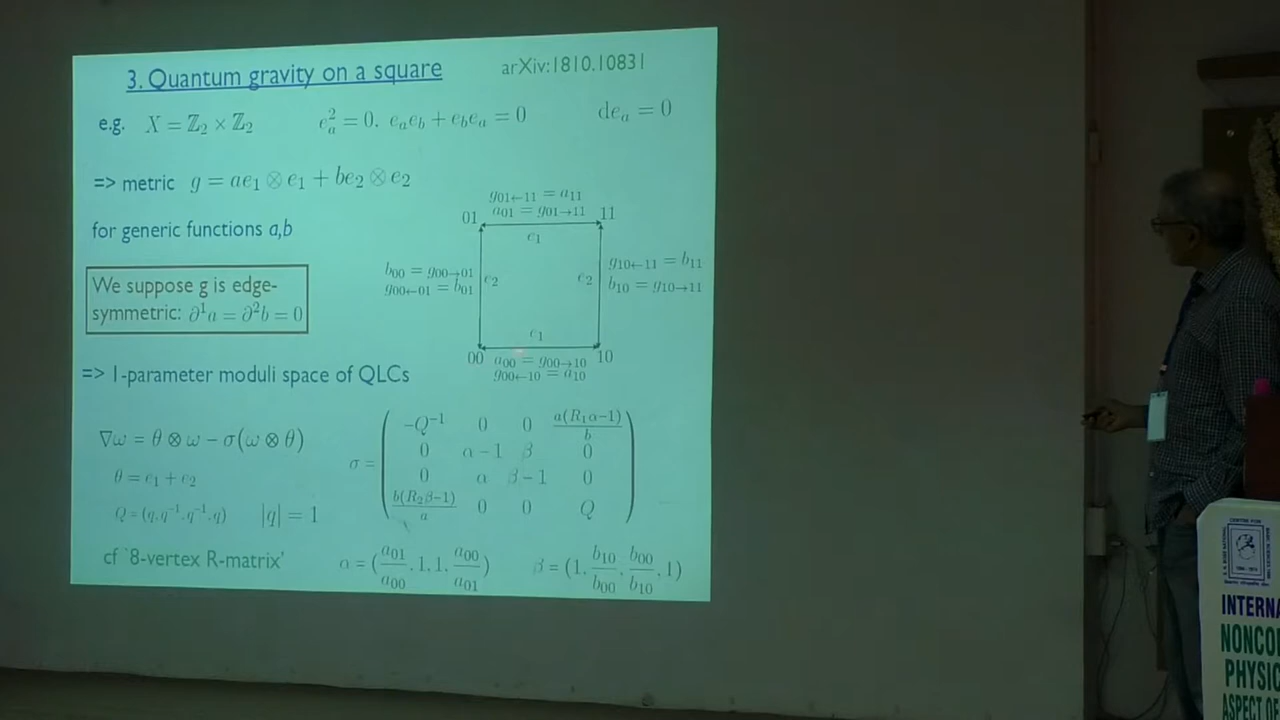 3. Quantum gravity on a square
arXiv:1810.10831
e.g. X = ℤ₂ × ℤ₂
e_a² = 0. e_a e_b + e_b e_a = 0
de_a = 0
=> metric g = ae₁ ⊗ e₁ + be₂ ⊗ e₂
for generic functions a,b
We suppose g is edge-
symmetric: ∂¹a = ∂²b = 0
g₀₁←₁₁ = a₁₁
01 a₀₁ = g₀₁→₁₁ 11
e₁
b₀₀ = g₀₀→₀₁
g₀₀←₀₁ = b₀₁
e₂
e₂
g₁₀←₁₁ = b₁₁
b₁₀ = g₁₀→₁₁
e₁
00 a₀₀ = g₀₀→₁₀ 10
g₀₀←₁₀ = a₁₀
=> 1-parameter moduli space of QLCs
∇ω = θ ⊗ ω − σ(ω ⊗ θ)
θ = e₁ + e₂
Q = (q, q⁻¹, q⁻¹, q) |q| = 1
σ =
−Q⁻¹ 0 0 a(R₁α−1)/b
0 α − 1 β 0
0 α β − 1 0
b(R₂β−1)/a 0 0 Q
cf '8-vertex R-matrix'
α = (a₀₁/a₀₀, 1, 1, a₀₀/a₀₁)
β = (1, b₁₀/b₀₀, b₀₀/b₁₀, 1)
INTERNA
NONCO
PHYSIC
ASPECT OF